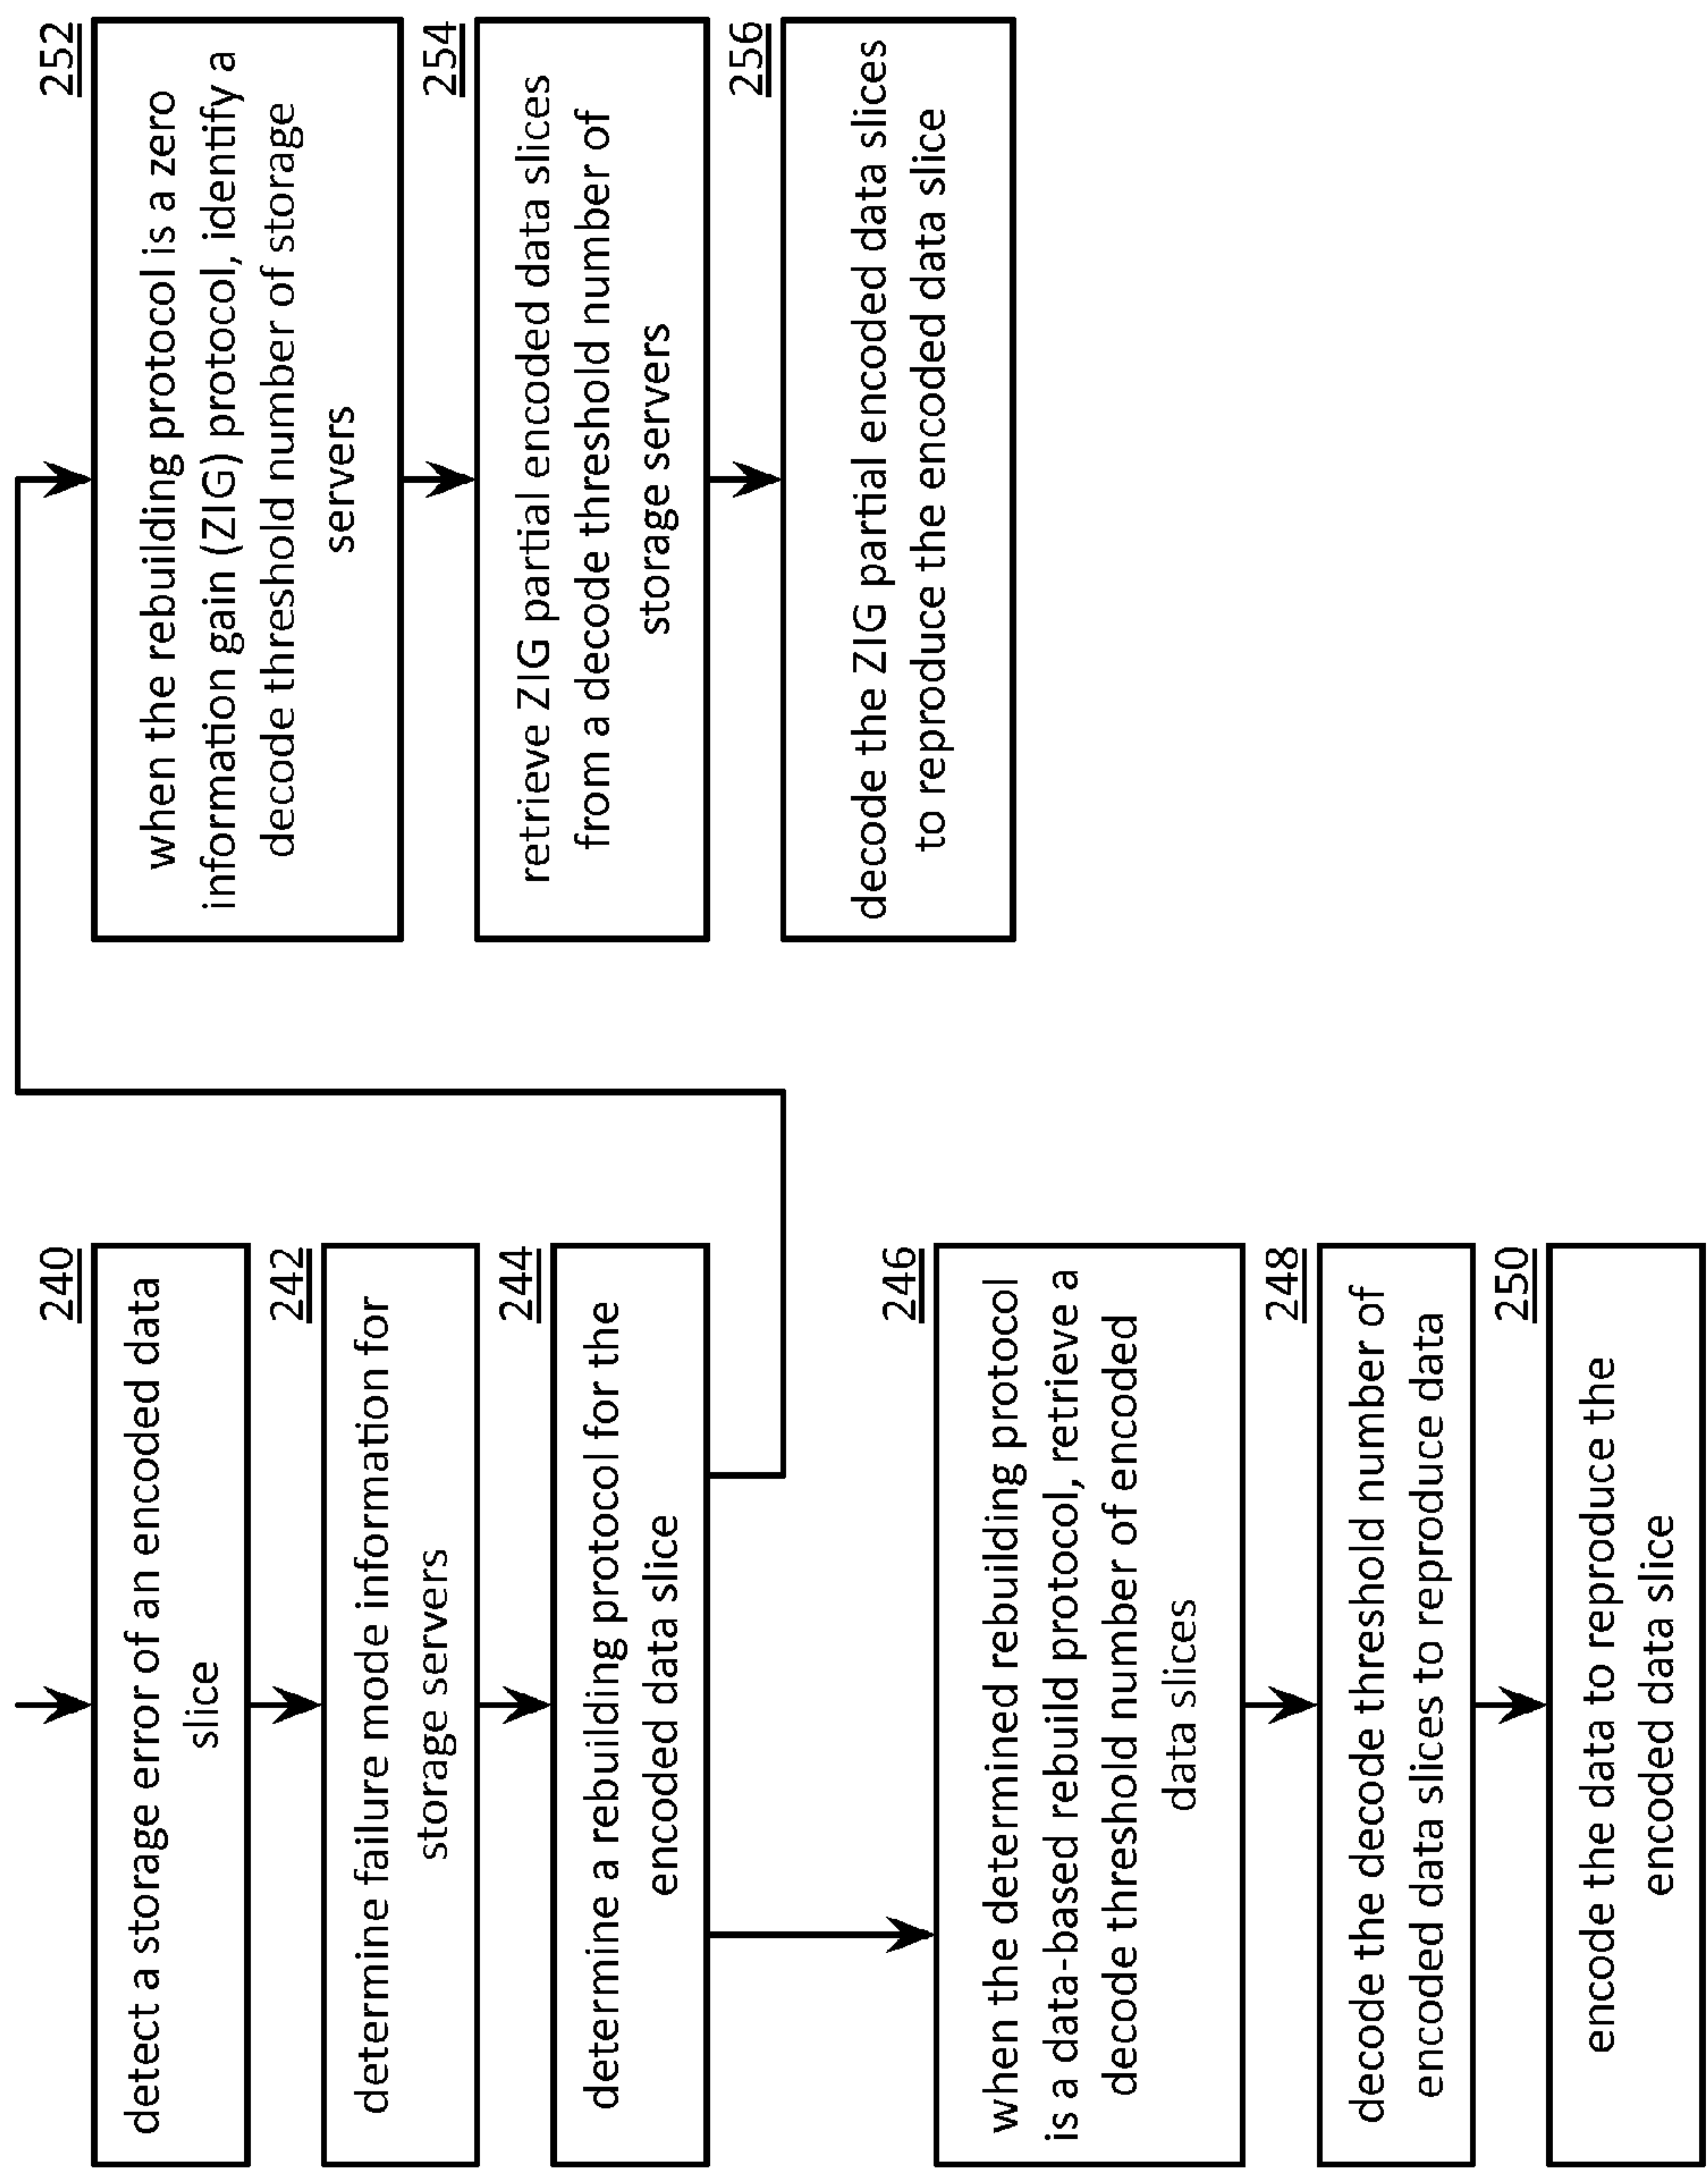 240
detect a storage error of an encoded data
slice
242
determine failure mode information for
storage servers
244
determine a rebuilding protocol for the
encoded data slice
246
when the determined rebuilding protocol
is a data-based rebuild protocol, retrieve a
decode threshold number of encoded
data slices
248
decode the decode threshold number of
encoded data slices to reproduce data
250
encode the data to reproduce the
encoded data slice
252
when the rebuilding protocol is a zero
information gain (ZIG) protocol, identify a
decode threshold number of storage
servers
254
retrieve ZIG partial encoded data slices
from a decode threshold number of
storage servers
256
decode the ZIG partial encoded data slices
to reproduce the encoded data slice